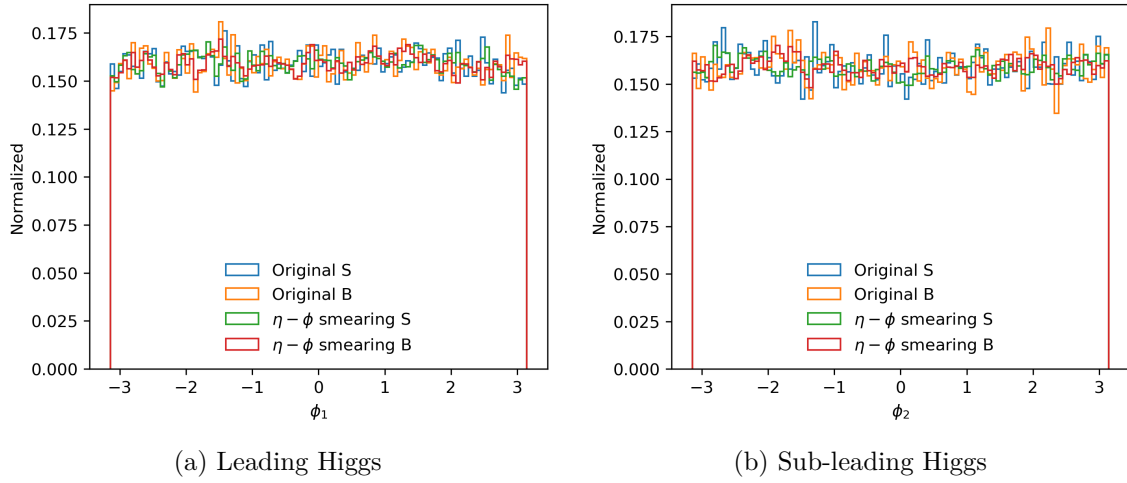 0.175
0.150
0.125
0.100
0.075
0.050
0.025
0.000
Normalized
Original S
Original B
η − ϕ smearing S
η − ϕ smearing B
−3 −2 −1 0 1 2 3
ϕ1
(a) Leading Higgs
0.175
0.150
0.125
0.100
0.075
0.050
0.025
0.000
Normalized
Original S
Original B
η − ϕ smearing S
η − ϕ smearing B
−3 −2 −1 0 1 2 3
ϕ2
(b) Sub-leading Higgs